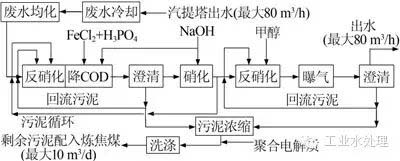 废水均化
废水冷却
汽提塔出水(最大80 m³/h)
FeCl₂+H₃PO₄
NaOH
甲醇
出水
(最大80 m³/h)
反硝化
降COD
澄清
硝化
反硝化
曝气
澄清
回流污泥
回流污泥
污泥循环
污泥浓缩
剩余污泥配入炼焦煤
(最大10 m³/d)
洗涤
聚合电解质
工业水处理